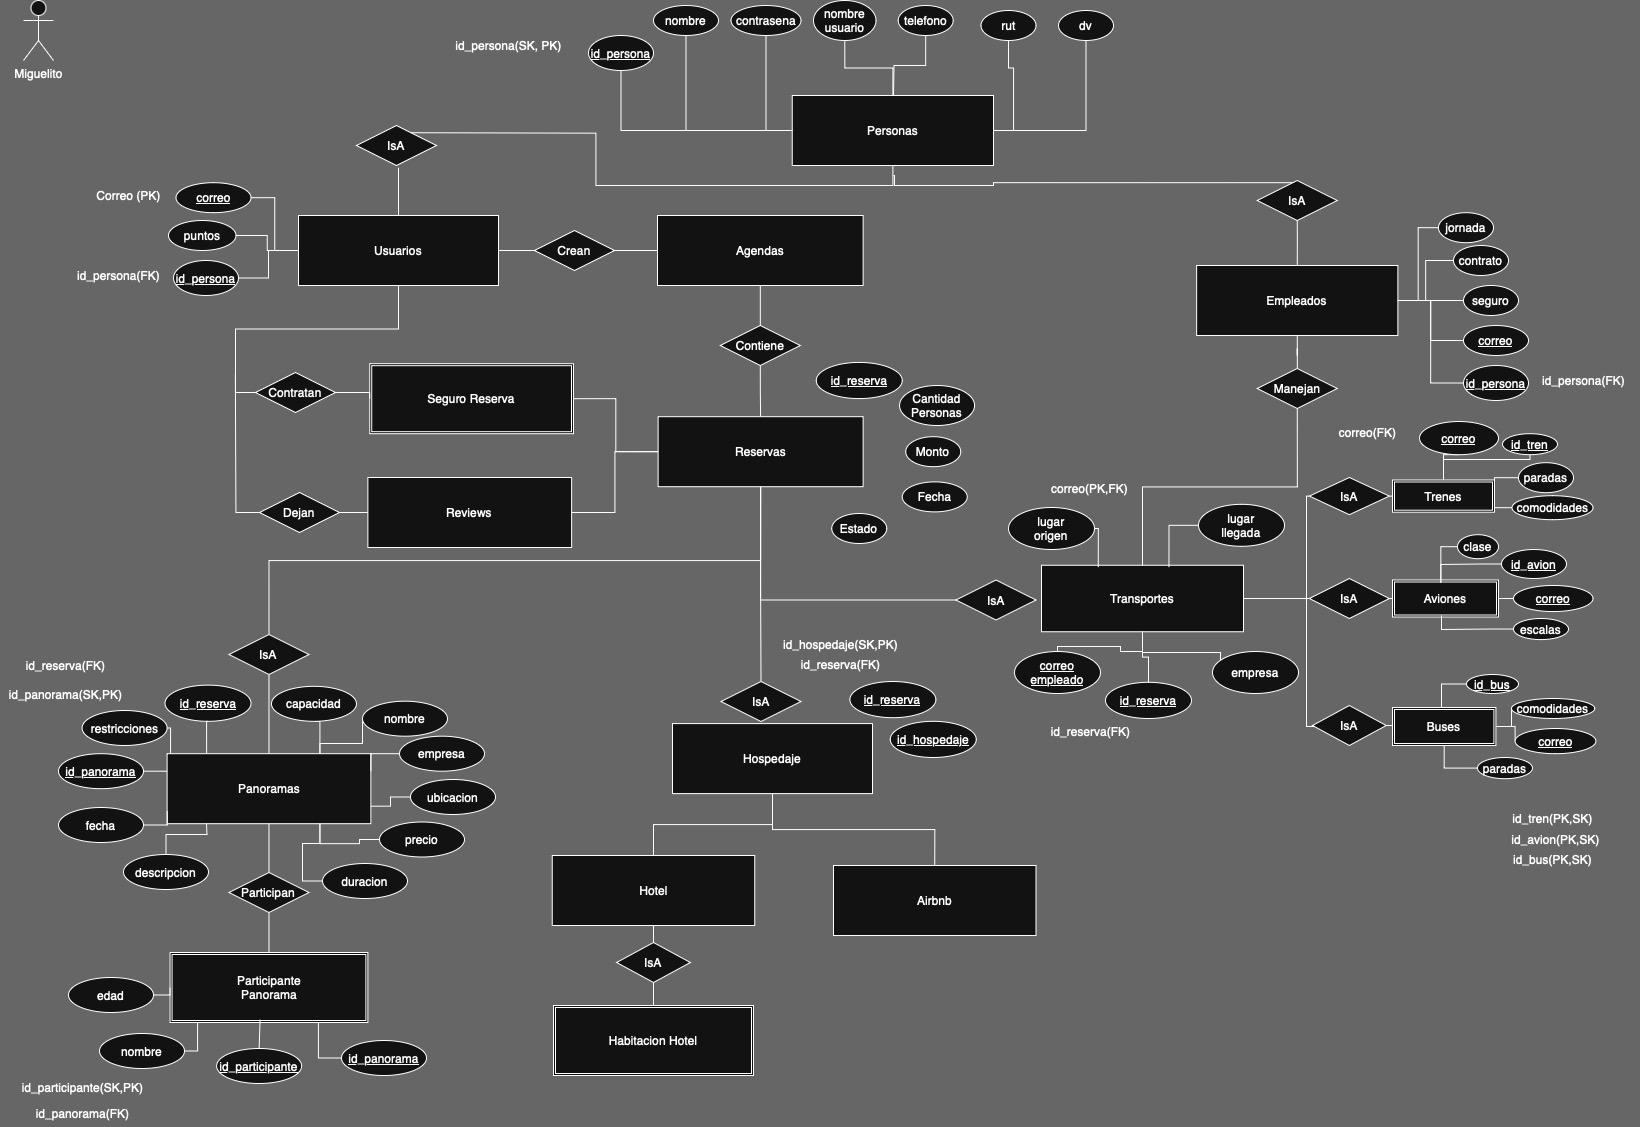 Miguelito
id_persona(SK, PK)
id_persona
nombre
contrasena
nombre
usuario
telefono
rut
dv
Personas
IsA
IsA
Correo (PK)
correo
puntos
id_persona(FK)
id_persona
Usuarios
Crean
Agendas
Empleados
jornada
contrato
seguro
correo
id_persona
id_persona(FK)
Contiene
Manejan
Contratan
Seguro Reserva
Reservas
id_reserva
Cantidad
Personas
Monto
Fecha
Estado
Dejan
Reviews
correo(FK)
correo
id_tren
paradas
comodidades
IsA
Trenes
correo(PK,FK)
lugar
origen
lugar
llegada
IsA
Transportes
IsA
Aviones
clase
id_avion
correo
escalas
correo
empleado
id_reserva
empresa
id_reserva(FK)
IsA
Buses
id_bus
comodidades
correo
paradas
id_tren(PK,SK)
id_avion(PK,SK)
id_bus(PK,SK)
IsA
id_reserva(FK)
id_panorama(SK,PK)
id_reserva
capacidad
restricciones
nombre
empresa
id_panorama
Panoramas
ubicacion
fecha
precio
descripcion
duracion
Participan
id_hospedaje(SK,PK)
id_reserva(FK)
IsA
id_reserva
id_hospedaje
Hospedaje
Hotel
Airbnb
IsA
Habitacion Hotel
Participante
Panorama
edad
nombre
id_participante
id_panorama
id_participante(SK,PK)
id_panorama(FK)